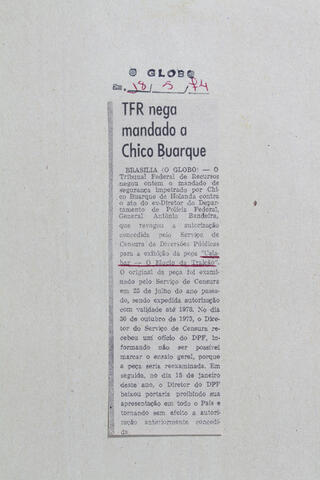 O GLOBO
18, 5, 74
TFR nega
mandado a
Chico Buarque
BRASÍLIA (O GLOBO) — O
Tribunal Federal de Recursos
negou ontem o mandado de
segurança impetrado por Chi
co Buarque de Holanda contra
ato do ex-Diretor do Depar-
tamento de Polícia Federal,
General Antônio Bandeira,
que revogou a autorização
concedida pelo Serviço de
Censura de Diversões Públicas
para a exibição da peça "Cala-
bar — O Elogio da Traição".
O original da peça foi exami-
nado pelo Serviço de Censura
em 25 de julho do ano passa-
do, sendo expedida autorização
com validade até 1978. No dia
30 de outubro de 1973, o Dire-
tor do Serviço de Censura re-
cebeu um ofício do DPF, in-
formando não ser possível
marcar o ensaio geral, porque
a peça seria reexaminada. Em
seguida, no dia 15 de janeiro
deste ano, o Diretor do DPF
baixou portaria proibindo sua
apresentação em todo o País e
tornando sem efeito a autori-
zação anteriormente concedi-
da.